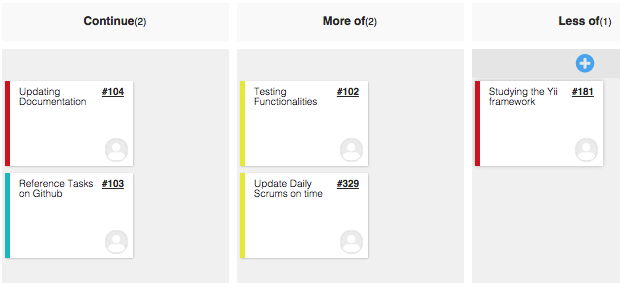 Continue(2)
More of(2)
Less of(1)
Updating #104
Documentation
Reference Tasks #103
on Github
Testing #102
Functionalities
Update Daily #329
Scrums on time
Studying the Yii #181
framework